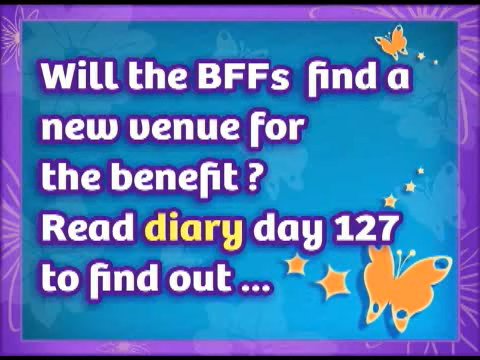 Will the BFFs find a
new venue for
the benefit ?
Read diary day 127
to find out ...